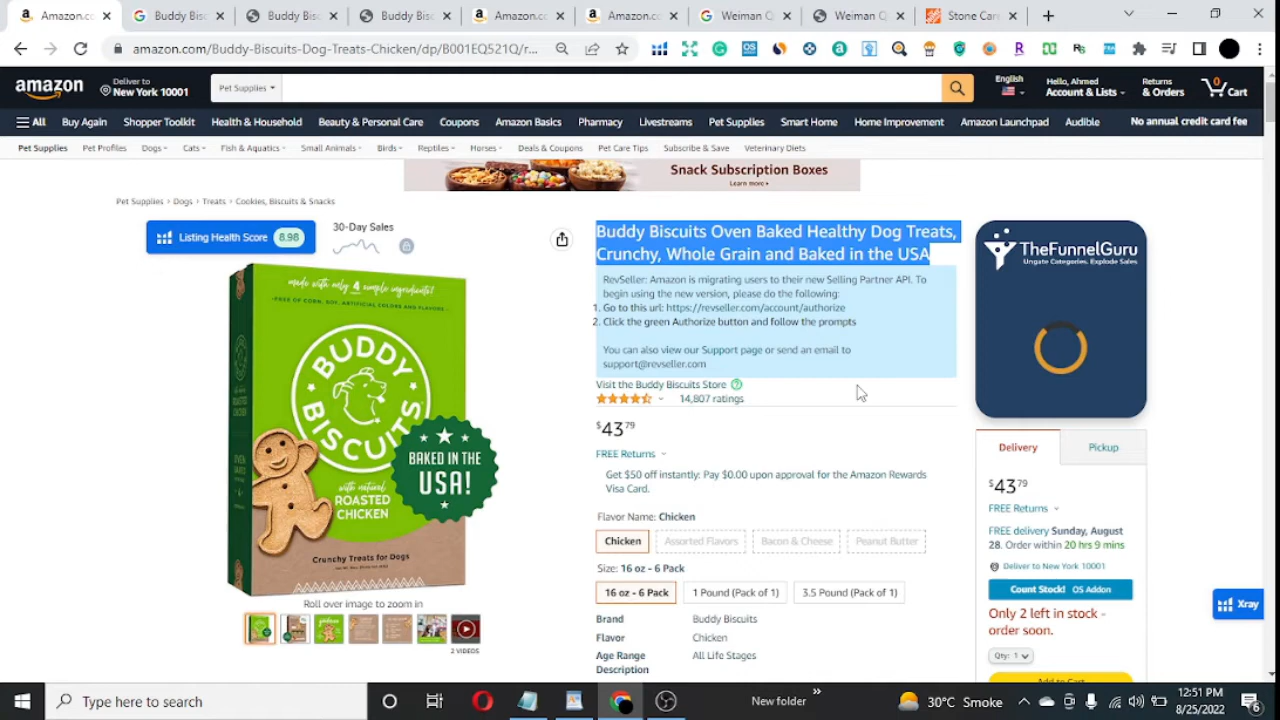 Amazon.c
Buddy Bisc
Buddy Bisc
Buddy Bisc
Amazon.co
Amazon.co
Weiman C
Weiman C
Stone Car
amazon.com/Buddy-Biscuits-Dog-Treats-Chicken/dp/B001EQ521Q/r...
amazon
Deliver to
New York 10001
Pet Supplies
English
Hello, Ahmed
Account & Lists
Returns
& Orders
0
Cart
All
Buy Again
Shopper Toolkit
Health & Household
Beauty & Personal Care
Coupons
Amazon Basics
Pharmacy
Livestreams
Pet Supplies
Smart Home
Home Improvement
Amazon Launchpad
Audible
No annual credit card fee
Pet Supplies
Pet Profiles
Dogs
Cats
Fish & Aquatics
Small Animals
Birds
Reptiles
Horses
Deals & Coupons
Pet Care Tips
Subscribe & Save
Veterinary Diets
Snack Subscription Boxes
Learn more
Pet Supplies › Dogs › Treats › Cookies, Biscuits & Snacks
Listing Health Score 8.98
30-Day Sales
Buddy Biscuits Oven Baked Healthy Dog Treats,
Crunchy, Whole Grain and Baked in the USA
RevSeller: Amazon is migrating users to their new Selling Partner API. To
begin using the new version, please do the following:
1. Go to this url: https://revseller.com/account/authorize
2. Click the green Authorize button and follow the prompts
You can also view our Support page or send an email to
support@revseller.com
Visit the Buddy Biscuits Store
14,807 ratings
$43 79
FREE Returns
Get $50 off instantly: Pay $0.00 upon approval for the Amazon Rewards
Visa Card.
Flavor Name: Chicken
Chicken
Assorted Flavors
Bacon & Cheese
Peanut Butter
Size: 16 oz - 6 Pack
16 oz - 6 Pack
1 Pound (Pack of 1)
3.5 Pound (Pack of 1)
Brand Buddy Biscuits
Flavor Chicken
Age Range All Life Stages
Description
made with only 4 simple ingredients!
FREE OF CORN, SOY, ARTIFICIAL COLORS AND FLAVORS
BUDDY
BISCUITS
BAKED IN THE
USA!
with natural
ROASTED
CHICKEN
Crunchy Treats for Dogs
Roll over image to zoom in
2 VIDEOS
TheFunnelGuru
Ungate Categories. Explode Sales
Delivery
Pickup
$43 79
FREE Returns
FREE delivery Sunday, August
28. Order within 20 hrs 9 mins
Deliver to New York 10001
Count Stock! OS Addon
Only 2 left in stock -
order soon.
Qty: 1
Add to Cart
Xray
Type here to search
New folder
30°C Smoke
12:51 PM
8/25/2022
6